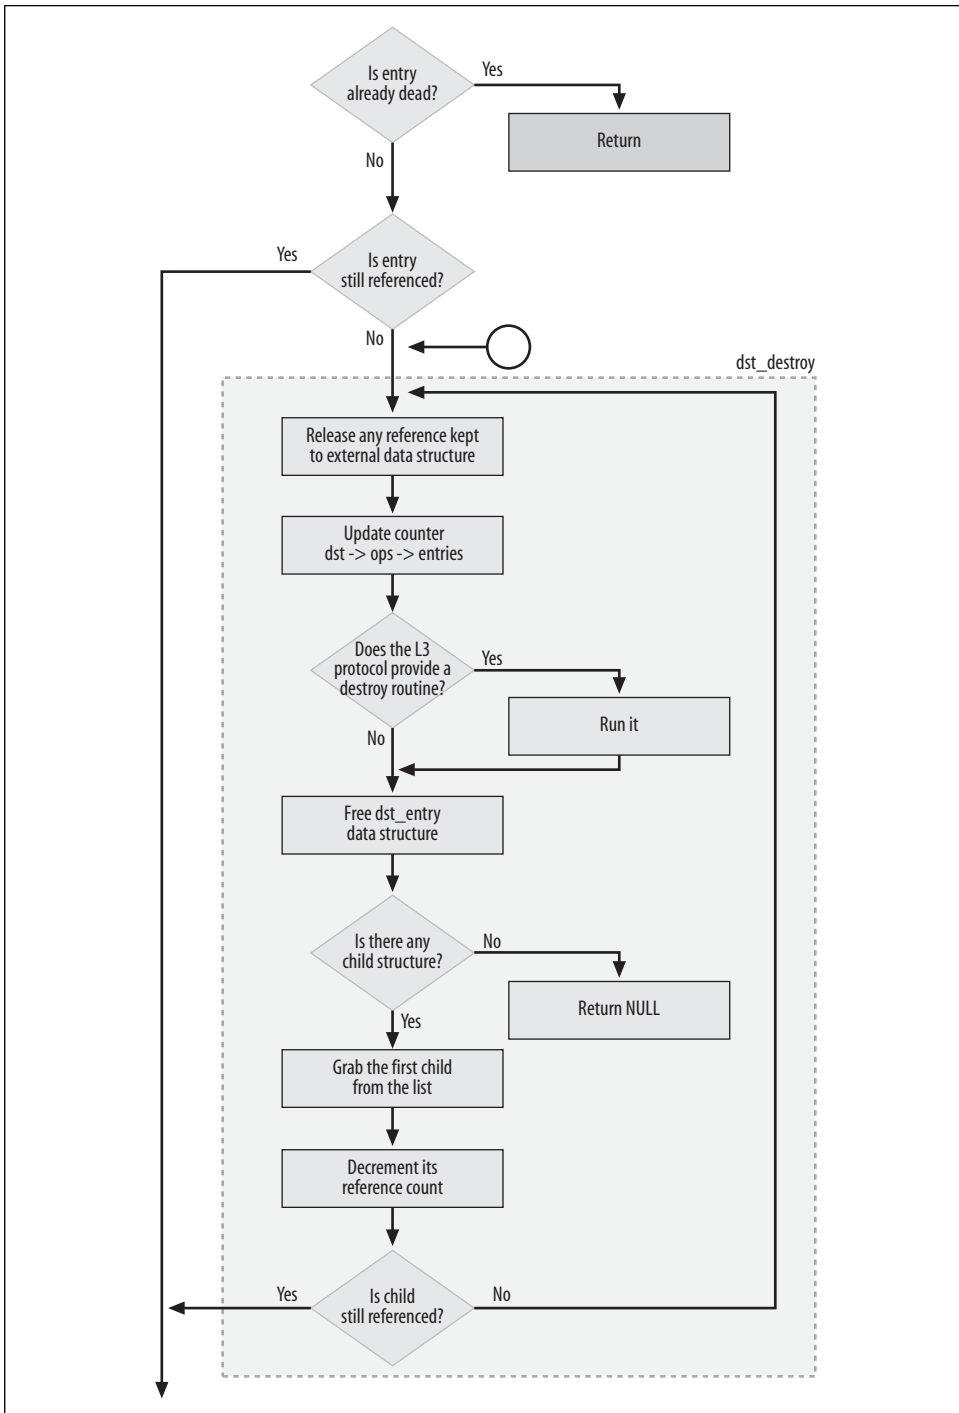 Is entry
already dead?
Yes
Return
No
Is entry
still referenced?
Yes
No
dst_destroy
Release any reference kept
to external data structure
Update counter
dst -> ops -> entries
Does the L3
protocol provide a
destroy routine?
Yes
Run it
No
Free dst_entry
data structure
Is there any
child structure?
No
Return NULL
Yes
Grab the first child
from the list
Decrement its
reference count
Is child
still referenced?
Yes
No